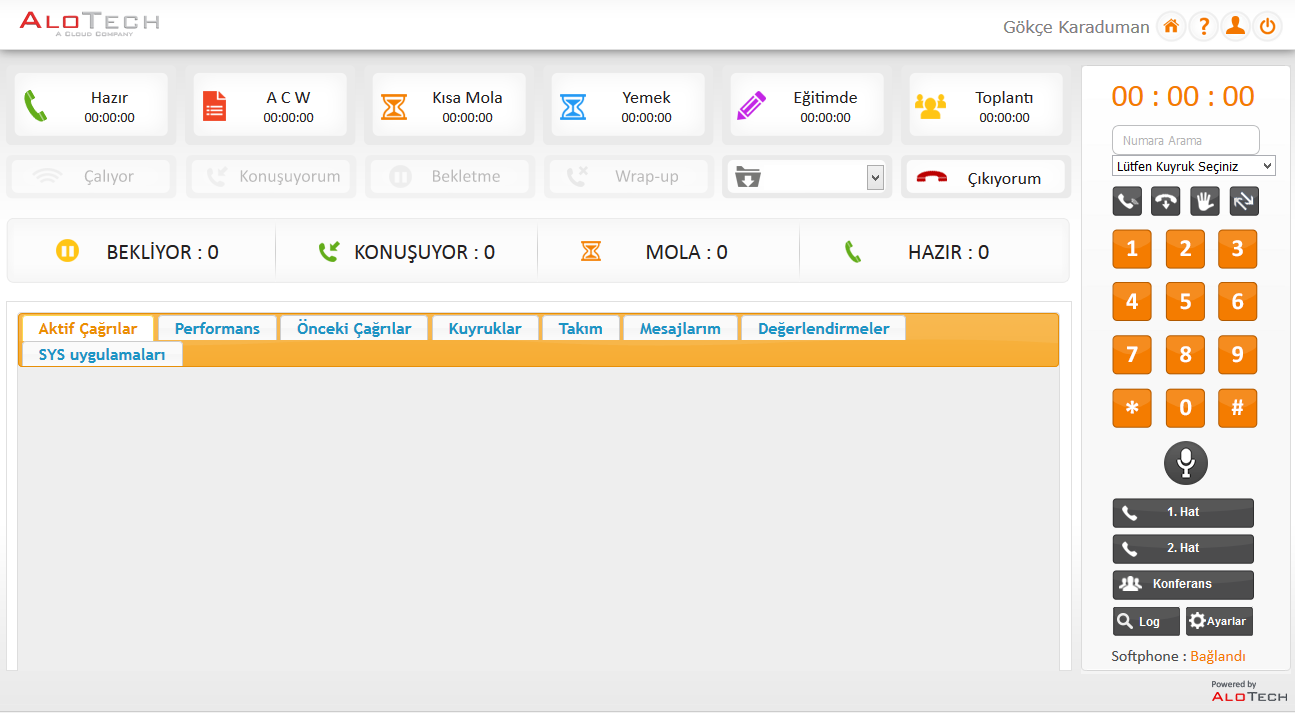 ALOTECH
A CLOUD COMPANY
Gökçe Karaduman
?
Hazır
00:00:00
A C W
00:00:00
Kısa Mola
00:00:00
Yemek
00:00:00
Eğitimde
00:00:00
Toplantı
00:00:00
Çalıyor
Konuşuyorum
Bekletme
Wrap-up
Çıkıyorum
BEKLİYOR : 0
KONUŞUYOR : 0
MOLA : 0
HAZIR : 0
Aktif Çağrılar
Performans
Önceki Çağrılar
Kuyruklar
Takım
Mesajlarım
Değerlendirmeler
SYS uygulamaları
00 : 00 : 00
Numara Arama
Lütfen Kuyruk Seçiniz
1 2 3
4 5 6
7 8 9
* 0 #
1. Hat
2. Hat
Konferans
Log
Ayarlar
Softphone : Bağlandı
Powered by
ALOTECH